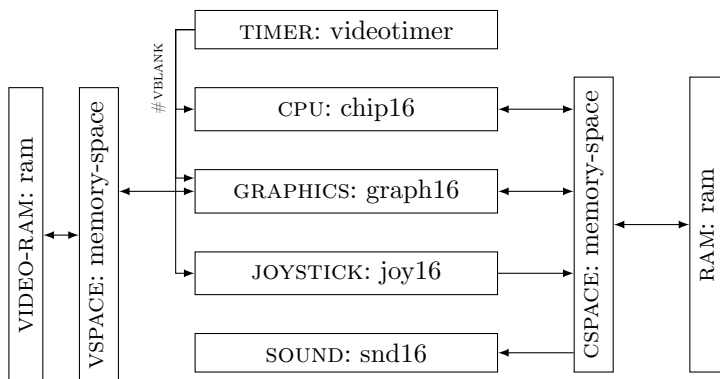 TIMER: videotimer
#VBLANK
CPU: chip16
GRAPHICS: graph16
JOYSTICK: joy16
SOUND: snd16
VIDEO-RAM: ram
VSPACE: memory-space
CSPACE: memory-space
RAM: ram